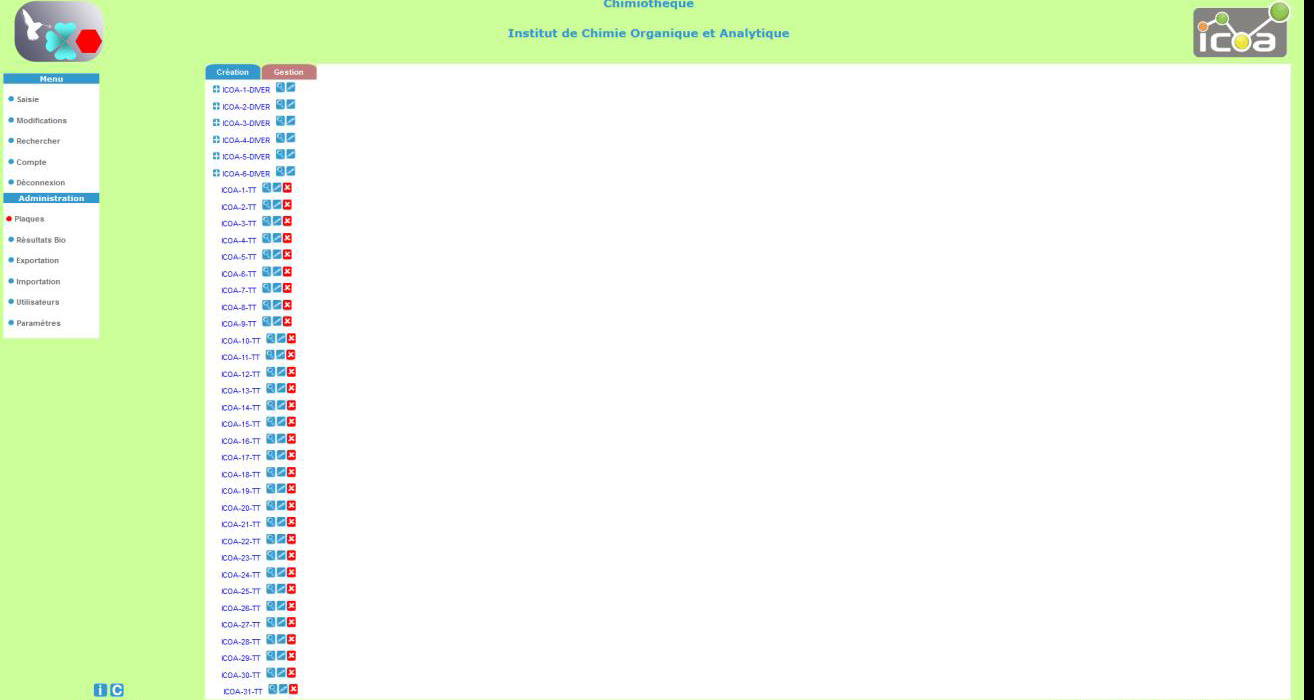 Chimiothèque
Institut de Chimie Organique et Analytique
icoa
Menu
Saisie
Modifications
Rechercher
Compte
Déconnexion
Administration
Plaques
Résultats Bio
Exportation
Importation
Utilisateurs
Paramètres
Création Gestion
ICOA-1-DIVER
ICOA-2-DIVER
ICOA-3-DIVER
ICOA-4-DIVER
ICOA-5-DIVER
ICOA-6-DIVER
ICOA-1-TT
ICOA-2-TT
ICOA-3-TT
ICOA-4-TT
ICOA-5-TT
ICOA-6-TT
ICOA-7-TT
ICOA-8-TT
ICOA-9-TT
ICOA-10-TT
ICOA-11-TT
ICOA-12-TT
ICOA-13-TT
ICOA-14-TT
ICOA-15-TT
ICOA-16-TT
ICOA-17-TT
ICOA-18-TT
ICOA-19-TT
ICOA-20-TT
ICOA-21-TT
ICOA-22-TT
ICOA-23-TT
ICOA-24-TT
ICOA-25-TT
ICOA-26-TT
ICOA-27-TT
ICOA-28-TT
ICOA-29-TT
ICOA-30-TT
ICOA-31-TT
i C